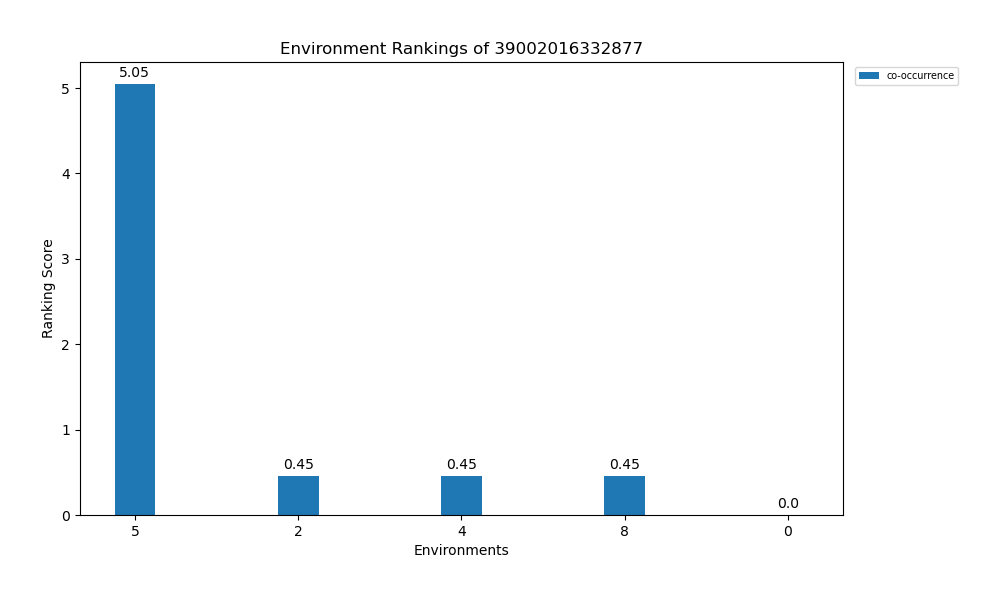 Environment Rankings of 39002016332877
co-occurrence
5.05
0.45
0.45
0.45
0.0
Ranking Score
5
4
3
2
1
0
5 2 4 8 0
Environments